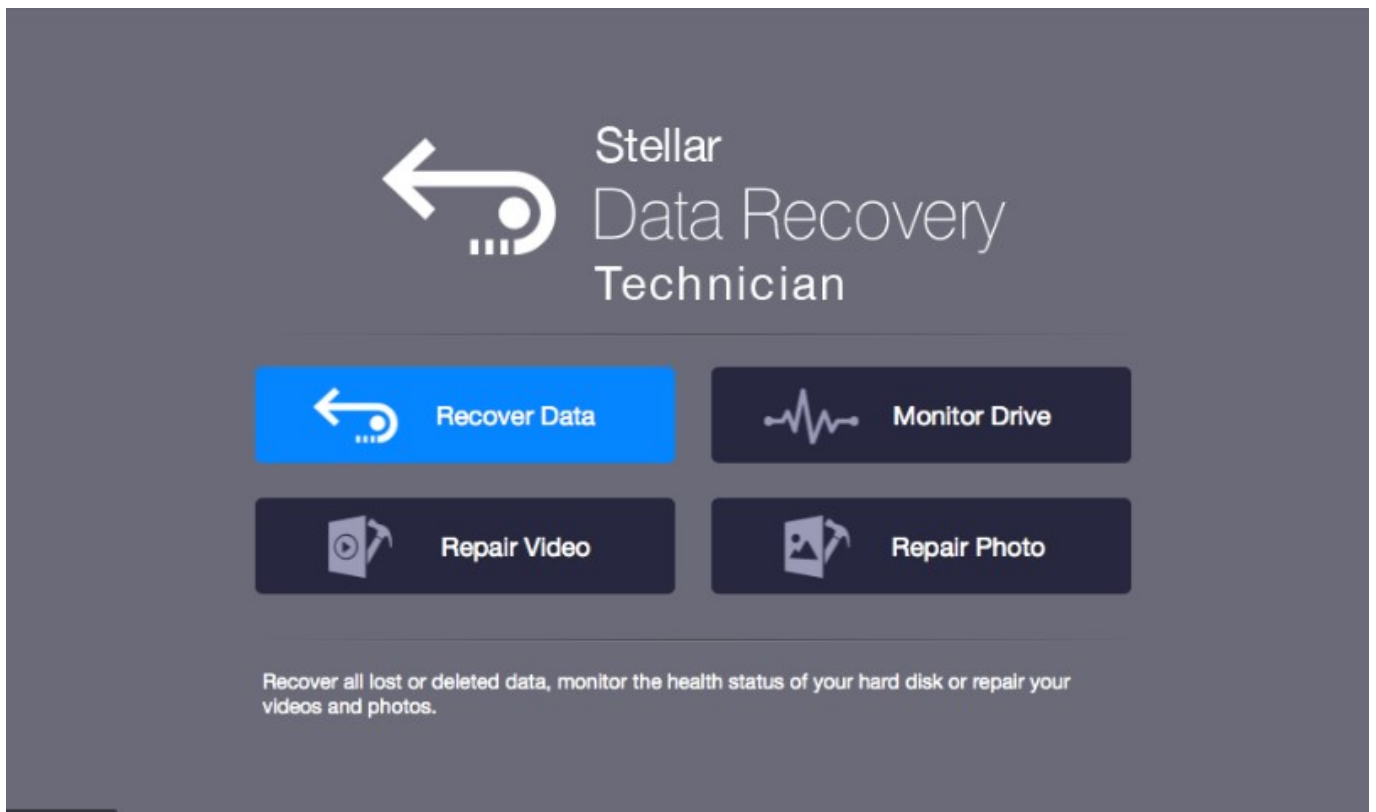 Stellar
Data Recovery
Technician
Recover Data
Monitor Drive
Repair Video
Repair Photo
Recover all lost or deleted data, monitor the health status of your hard disk or repair your
videos and photos.